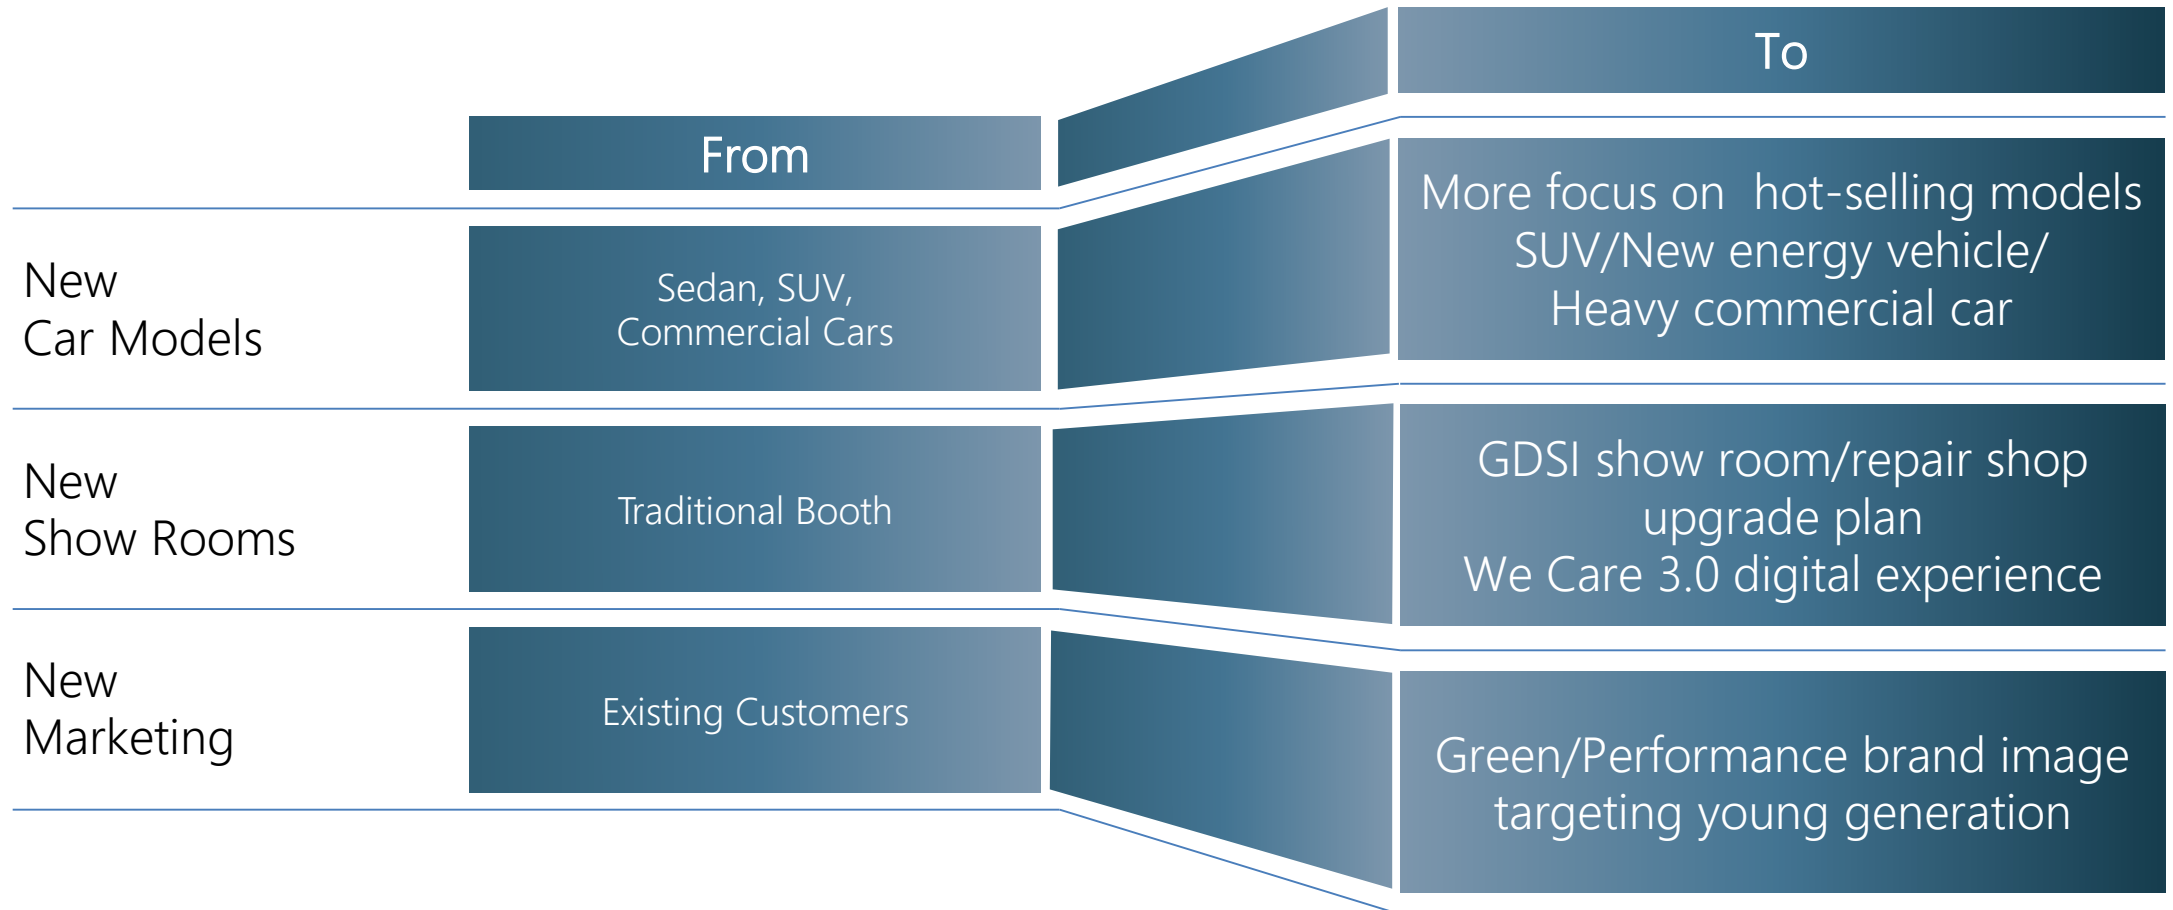 To
From
New
Car Models
Sedan, SUV,
Commercial Cars
More focus on  hot-selling models
SUV/New energy vehicle/
Heavy commercial car
New
Show Rooms
Traditional Booth
GDSI show room/repair shop
upgrade plan
We Care 3.0 digital experience
New
Marketing
Existing Customers
Green/Performance brand image
targeting young generation